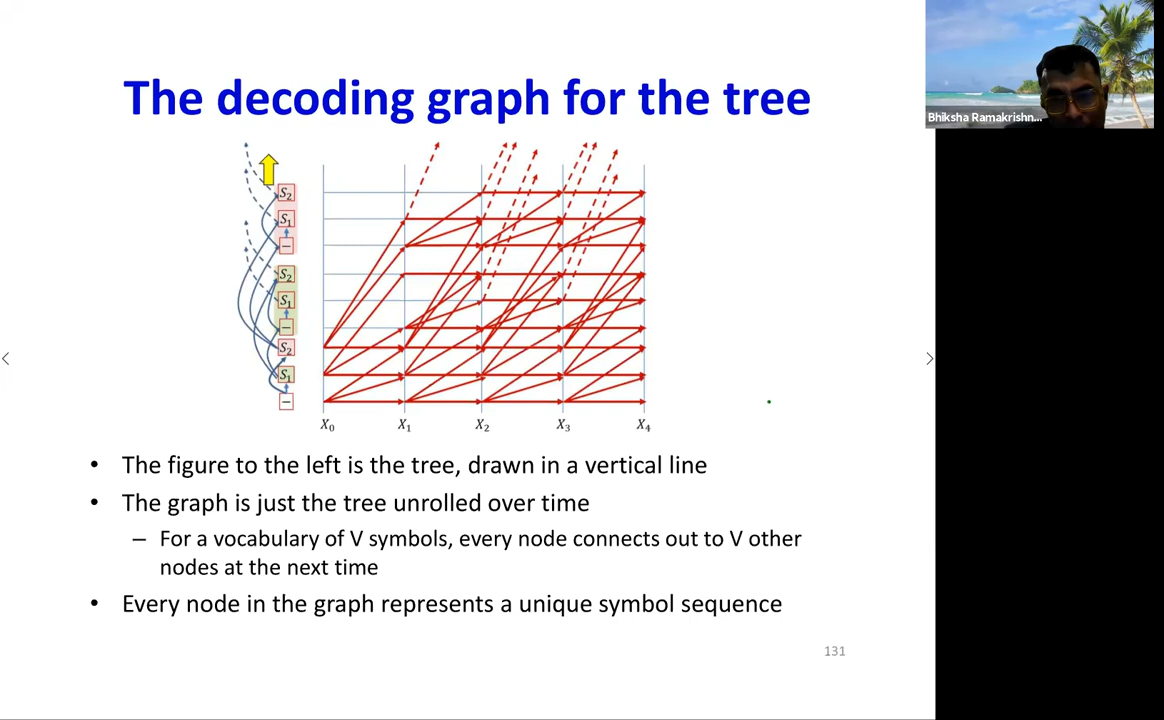 The decoding graph for the tree
Bhiksha Ramakrishn...
S2
S1
–
S2
S1
–
S2
S1
–
X0 X1 X2 X3 X4
• The figure to the left is the tree, drawn in a vertical line
• The graph is just the tree unrolled over time
– For a vocabulary of V symbols, every node connects out to V other
nodes at the next time
• Every node in the graph represents a unique symbol sequence
131